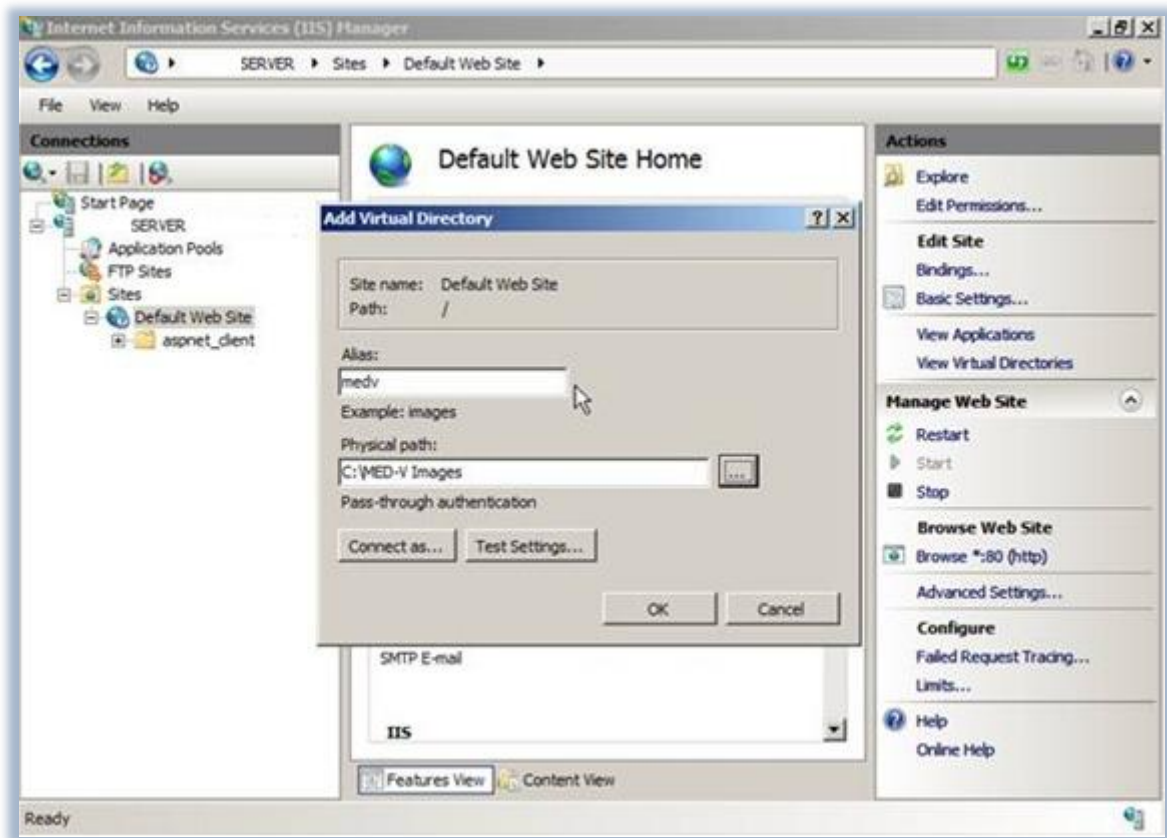 Internet Information Services (IIS) Manager
SERVER Sites Default Web Site
File View Help
Connections
Start Page
SERVER
Application Pools
FTP Sites
Sites
Default Web Site
aspnet_client
Default Web Site Home
Add Virtual Directory
Site name: Default Web Site
Path: /
Alias:
medv
Example: images
Physical path:
C:\MED-V Images
...
Pass-through authentication
Connect as... Test Settings...
OK Cancel
SMTP E-mail
IIS
Features View Content View
Actions
Explore
Edit Permissions...
Edit Site
Bindings...
Basic Settings...
View Applications
View Virtual Directories
Manage Web Site
Restart
Start
Stop
Browse Web Site
Browse *:80 (http)
Advanced Settings...
Configure
Failed Request Tracing...
Limits...
Help
Online Help
Ready